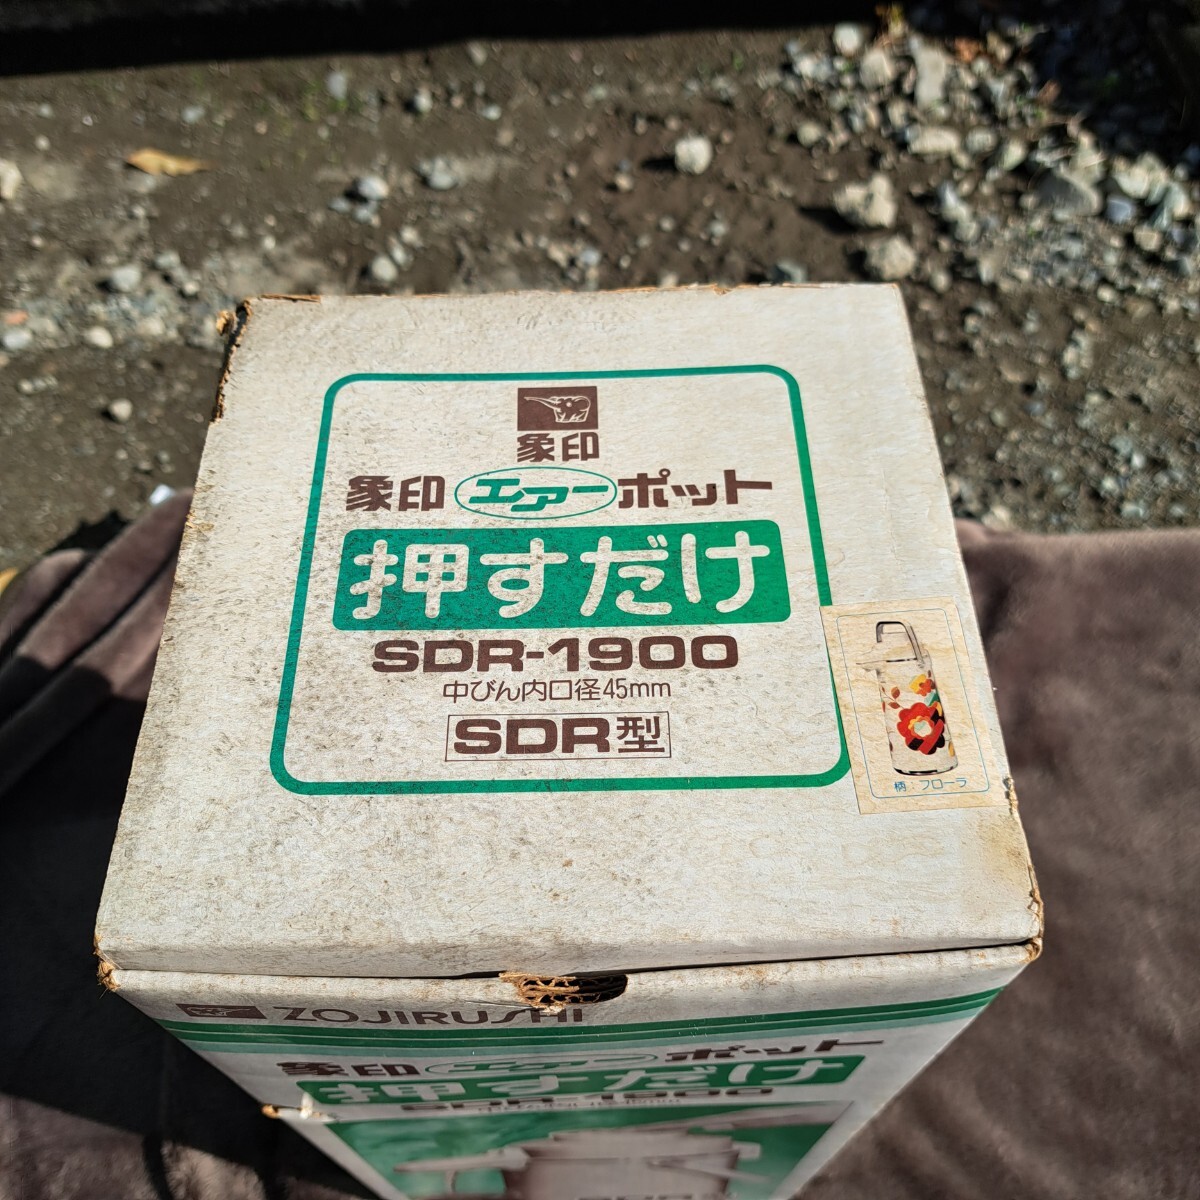 象印
象印エアーポット
押すだけ
SDR-1900
中びん内口径45mm
SDR型
柄:フローラ
ZOJIRUSHI
象印エアーポット
押すだけ
SDR-1900